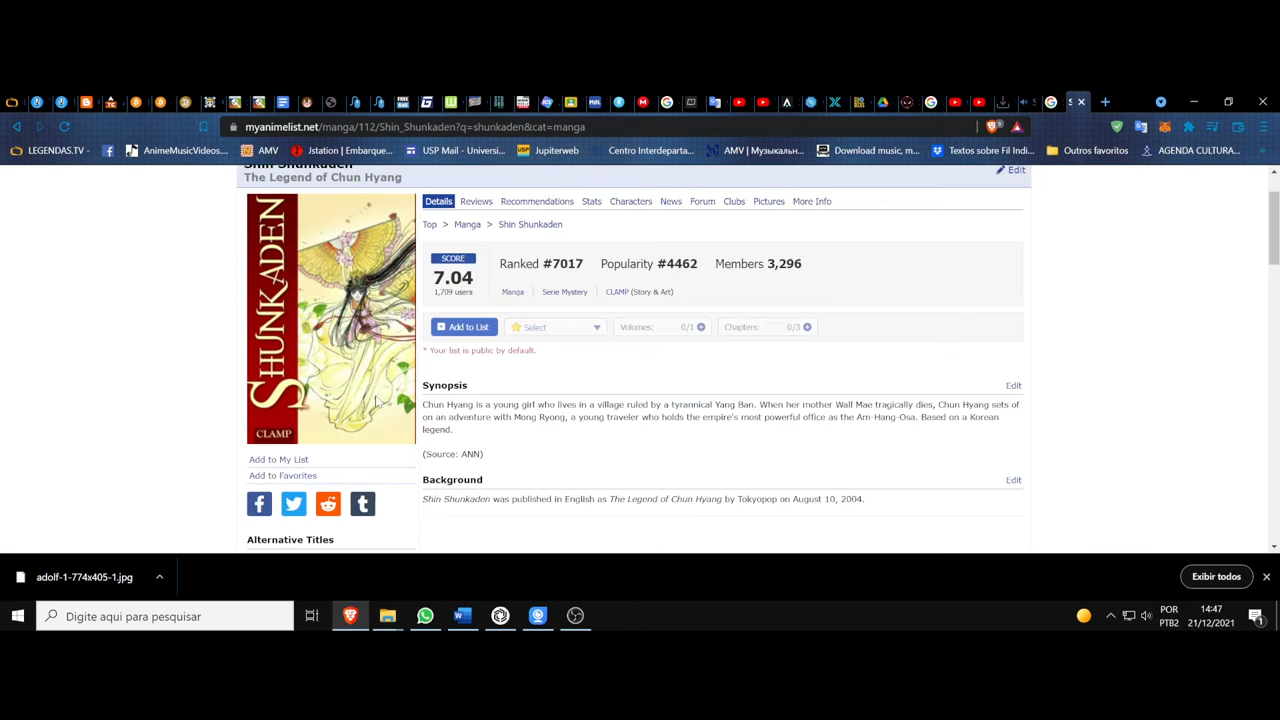 myanimelist.net/manga/112/Shin_Shunkaden?q=shunkaden&cat=manga
LEGENDAS.TV - AnimeMusicVideos... AMV Jstation | Embarque... USP Mail - Universi... Jupiterweb Centro Interdeparta... AMV | Музыкальн... Download music, m... Textos sobre Fil Indi... Outros favoritos AGENDA CULTURA...
Shin Shunkaden
The Legend of Chun Hyang
Edit
SHUNKADEN
CLAMP
Add to My List
Add to Favorites
Alternative Titles
Details Reviews Recommendations Stats Characters News Forum Clubs Pictures More Info
Top > Manga > Shin Shunkaden
SCORE
7.04
1,709 users
Ranked #7017 Popularity #4462 Members 3,296
Manga Serie Mystery CLAMP (Story & Art)
Add to List Select Volumes: 0/1 Chapters: 0/3
* Your list is public by default.
Synopsis Edit
Chun Hyang is a young girl who lives in a village ruled by a tyrannical Yang Ban. When her mother Wall Mae tragically dies, Chun Hyang sets of
on an adventure with Mong Ryong, a young traveler who holds the empire's most powerful office as the Am-Hang-Osa. Based on a Korean
legend.
(Source: ANN)
Background Edit
Shin Shunkaden was published in English as The Legend of Chun Hyang by Tokyopop on August 10, 2004.
adolf-1-774x405-1.jpg
Exibir todos
Digite aqui para pesquisar
POR
PTB2
14:47
21/12/2021